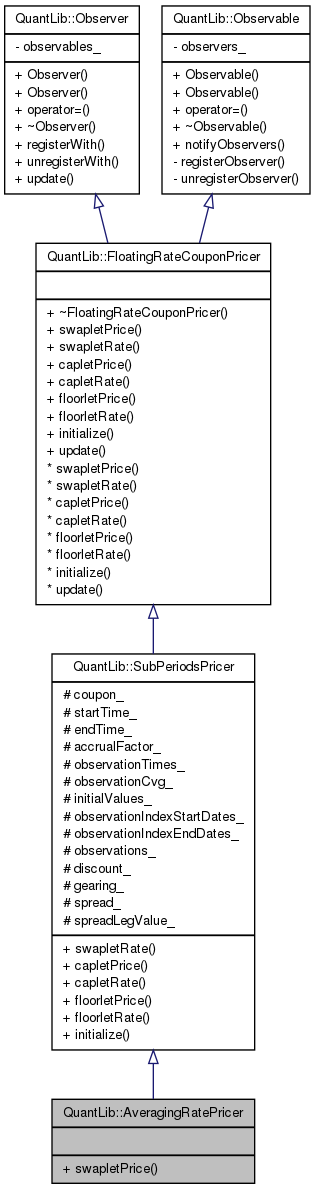 QuantLib::Observer
- observables_
+ Observer()
+ Observer()
+ operator=()
+ ~Observer()
+ registerWith()
+ unregisterWith()
+ update()
QuantLib::Observable
- observers_
+ Observable()
+ Observable()
+ operator=()
+ ~Observable()
+ notifyObservers()
- registerObserver()
- unregisterObserver()
QuantLib::FloatingRateCouponPricer
+ ~FloatingRateCouponPricer()
+ swapletPrice()
+ swapletRate()
+ capletPrice()
+ capletRate()
+ floorletPrice()
+ floorletRate()
+ initialize()
+ update()
* swapletPrice()
* swapletRate()
* capletPrice()
* capletRate()
* floorletPrice()
* floorletRate()
* initialize()
* update()
QuantLib::SubPeriodsPricer
# coupon_
# startTime_
# endTime_
# accrualFactor_
# observationTimes_
# observationCvg_
# initialValues_
# observationIndexStartDates_
# observationIndexEndDates_
# observations_
# discount_
# gearing_
# spread_
# spreadLegValue_
+ swapletRate()
+ capletPrice()
+ capletRate()
+ floorletPrice()
+ floorletRate()
+ initialize()
QuantLib::AveragingRatePricer
+ swapletPrice()